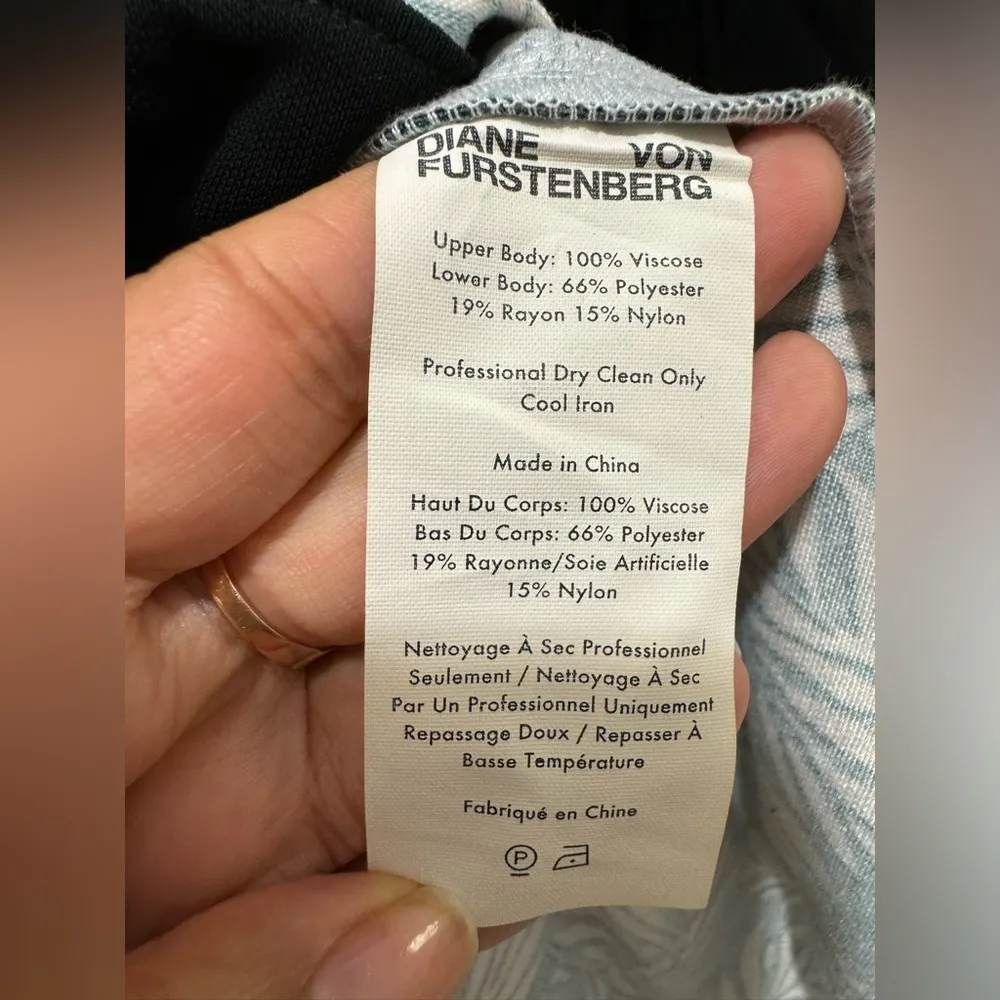 DIANE VON
FURSTENBERG
Upper Body: 100% Viscose
Lower Body: 66% Polyester
19% Rayon 15% Nylon
Professional Dry Clean Only
Cool Iron
Made in China
Haut Du Corps: 100% Viscose
Bas Du Corps: 66% Polyester
19% Rayonne/Soie Artificielle
15% Nylon
Nettoyage À Sec Professionnel
Seulement / Nettoyage À Sec
Par Un Professionnel Uniquement
Repassage Doux / Repasser À
Basse Température
Fabriqué en Chine
P